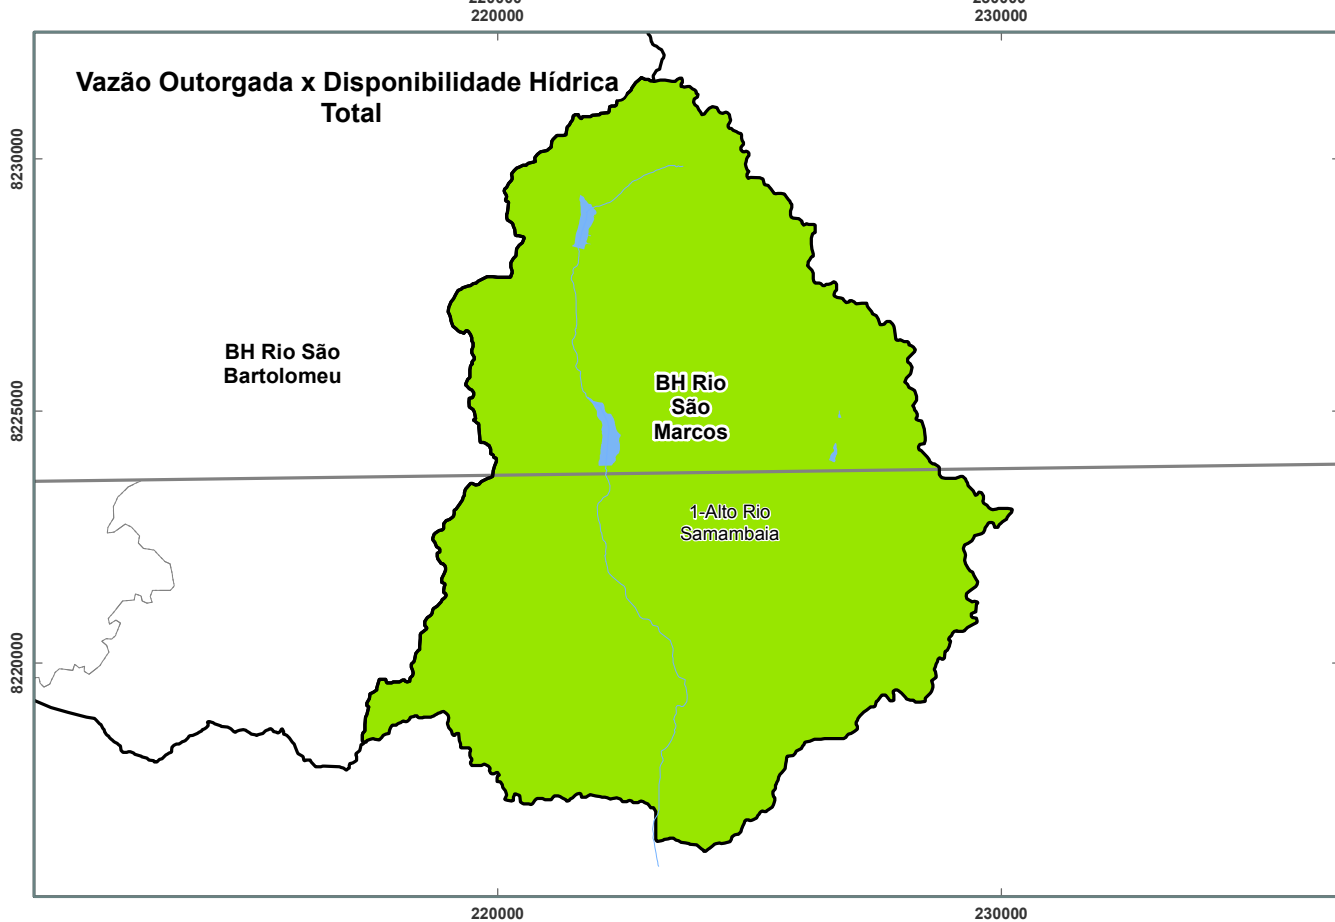 220000 230000
Vazão Outorgada x Disponibilidade Hídrica
Total
8230000
BH Rio São
Bartolomeu
BH Rio
São
Marcos
8225000
1-Alto Rio
Samambaia
8220000
220000 230000